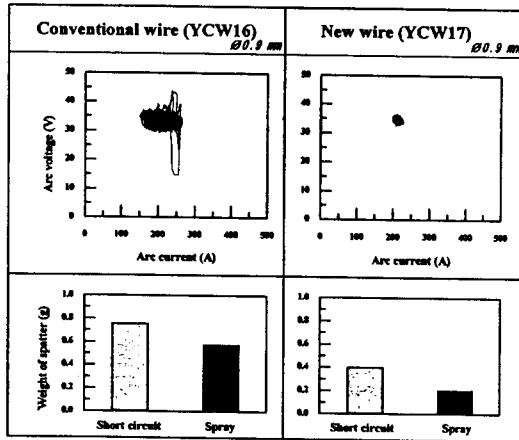 Conventional wire (YCW16)
Ø0.9 mm
New wire (YCW17)
Ø0.9 mm
Arc voltage (V)
50
40
30
20
10
0
0 100 200 300 400 500
Arc current (A)
50
40
30
20
10
0
0 100 200 300 400 500
Arc current (A)
Weight of spatter (g)
1.0
0.8
0.6
0.4
0.2
0.0
Short circuit Spray
1.0
0.8
0.6
0.4
0.2
0.0
Short circuit Spray